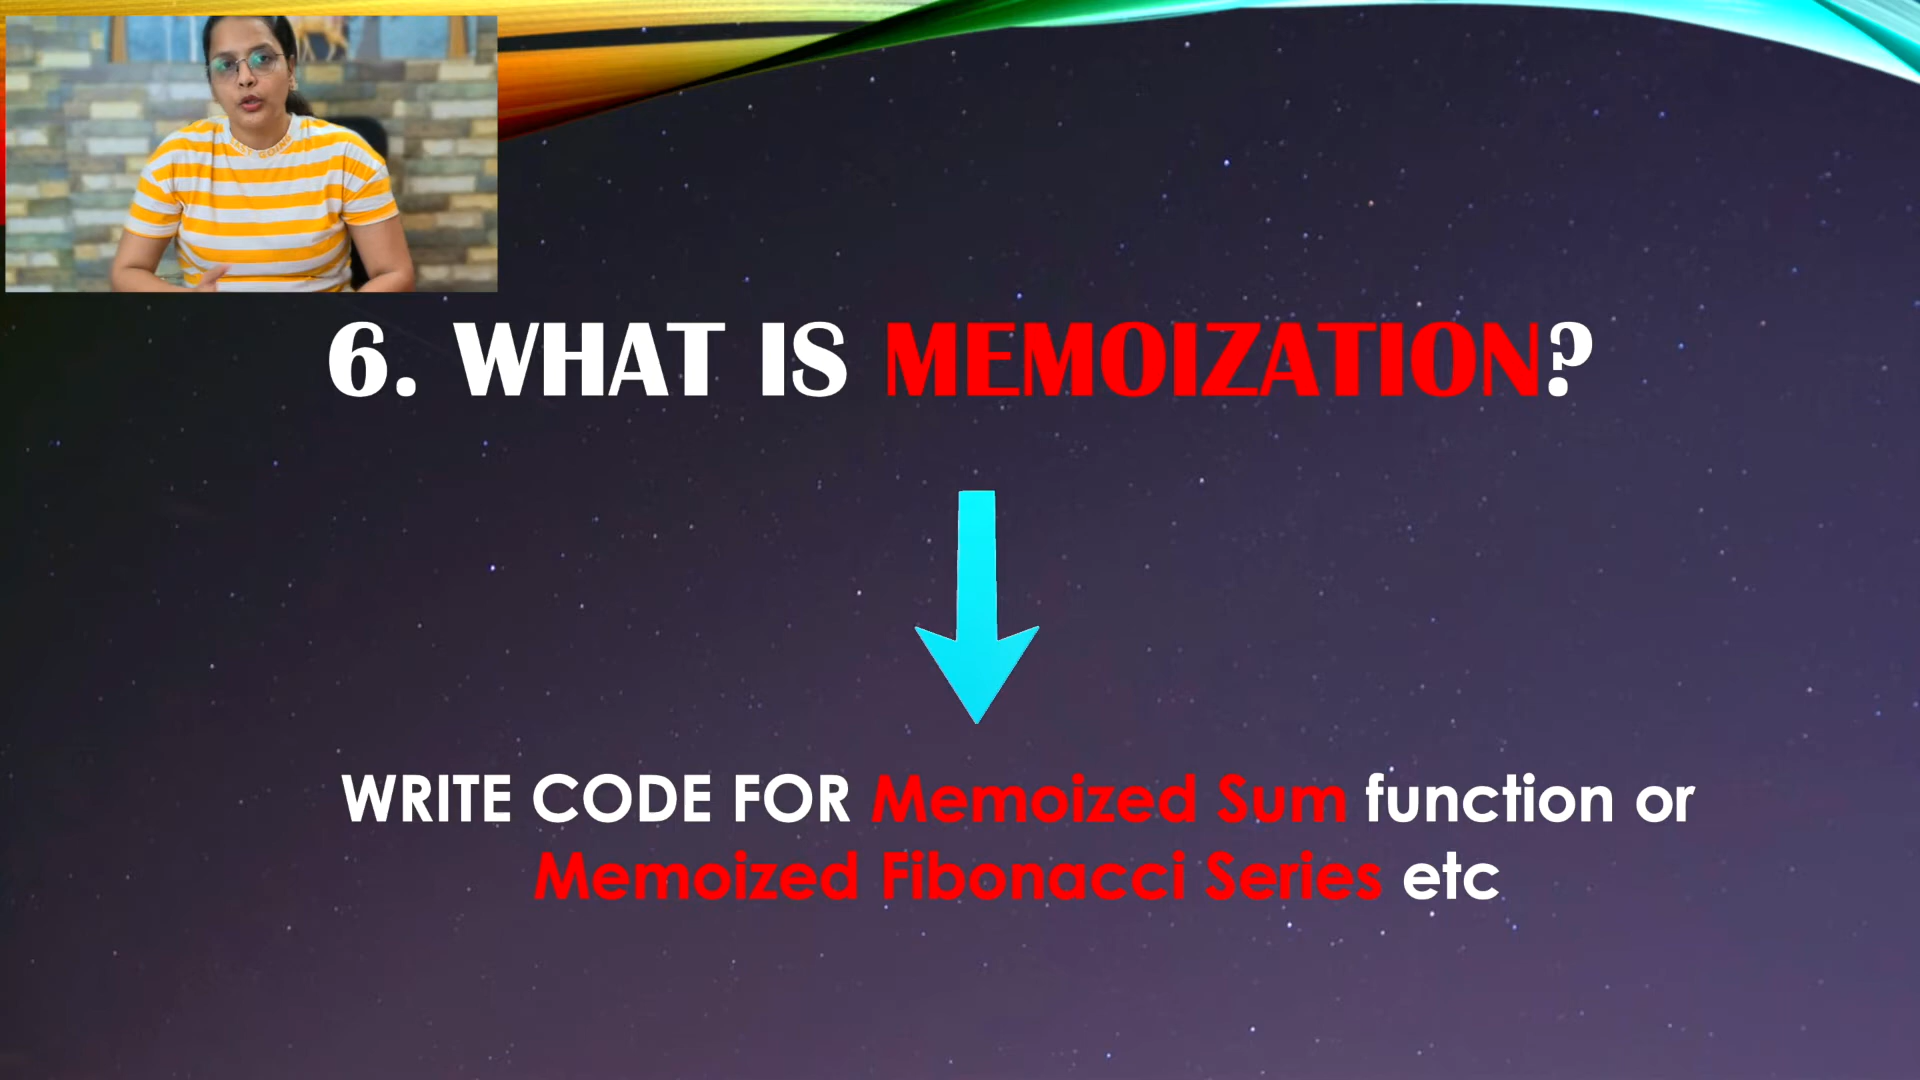 6. WHAT IS MEMOIZATION?
WRITE CODE FOR Memoized Sum function or
Memoized Fibonacci Series etc